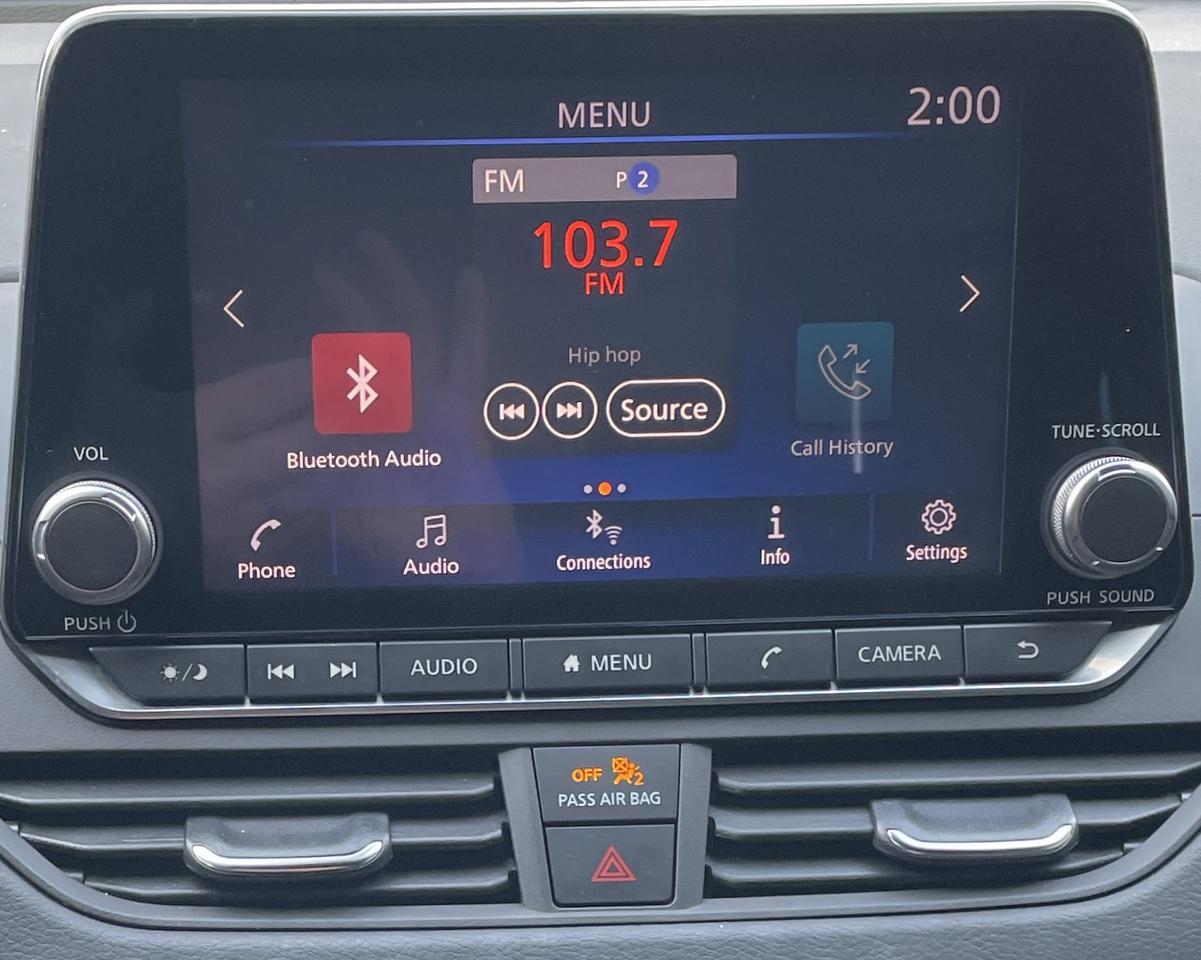 MENU
2:00
FM P 2
103.7
FM
Hip hop
Source
Bluetooth Audio
Call History
VOL
TUNE·SCROLL
Phone
Audio
Connections
Info
Settings
PUSH
PUSH SOUND
AUDIO
MENU
CAMERA
OFF 2
PASS AIR BAG